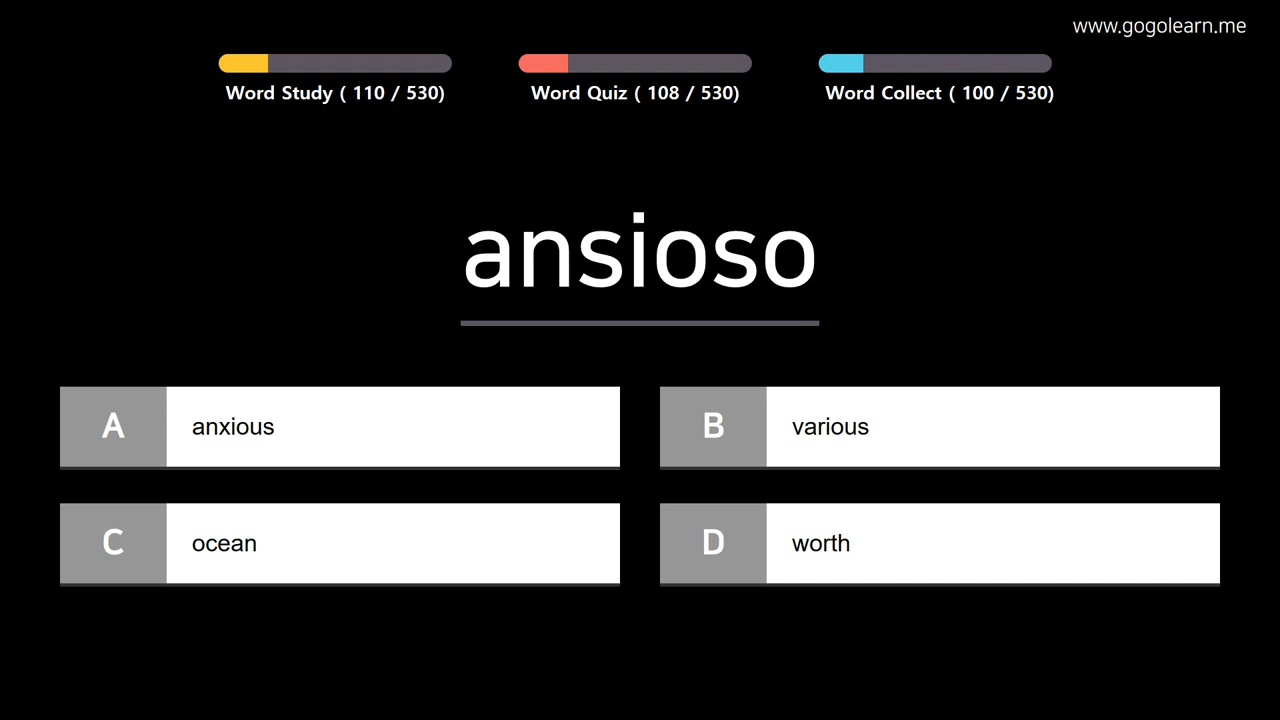 www.gogolearn.me
Word Study ( 110 / 530)
Word Quiz ( 108 / 530)
Word Collect ( 100 / 530)
ansioso
A anxious
B various
C ocean
D worth